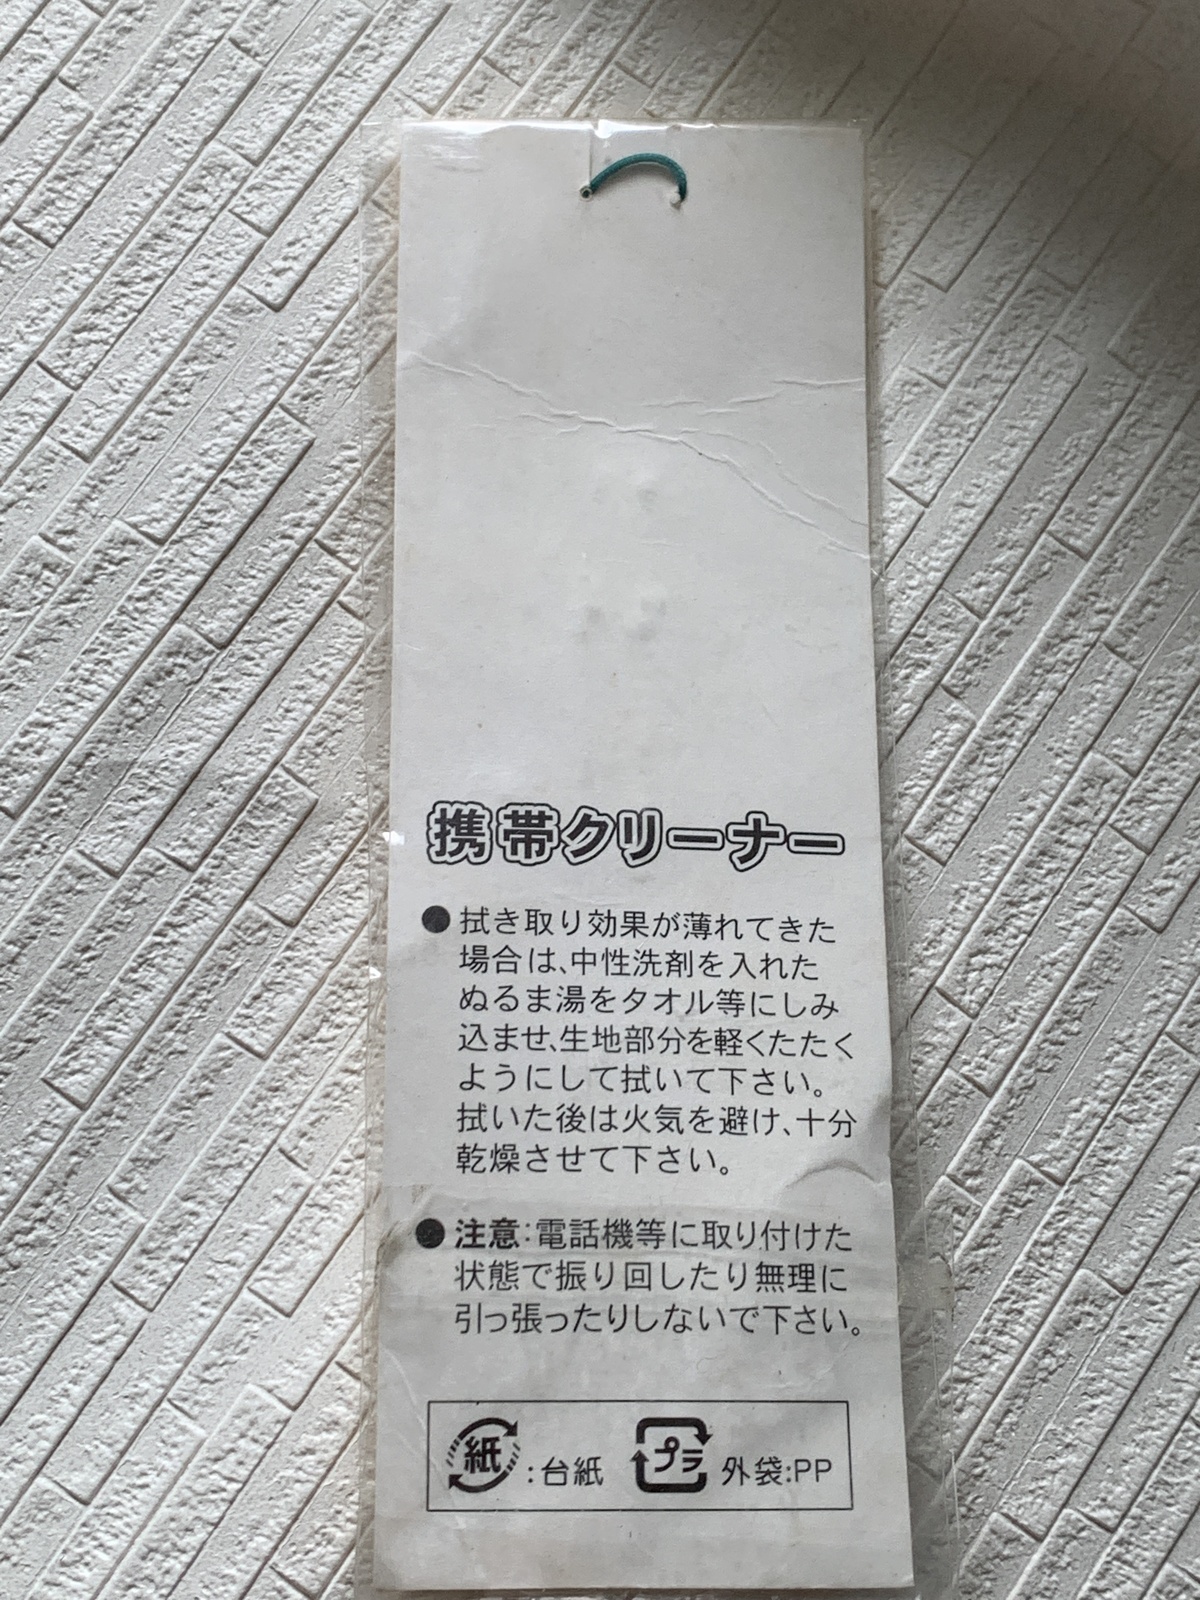 携帯クリーナー
●拭き取り効果が薄れてきた
場合は、中性洗剤を入れた
ぬるま湯をタオル等にしみ
込ませ、生地部分を軽くたたく
ようにして拭いて下さい。
拭いた後は火気を避け、十分
乾燥させて下さい。
●注意:電話機等に取り付けた
状態で振り回したり無理に
引っ張ったりしないで下さい。
紙:台紙 プラ 外袋:PP